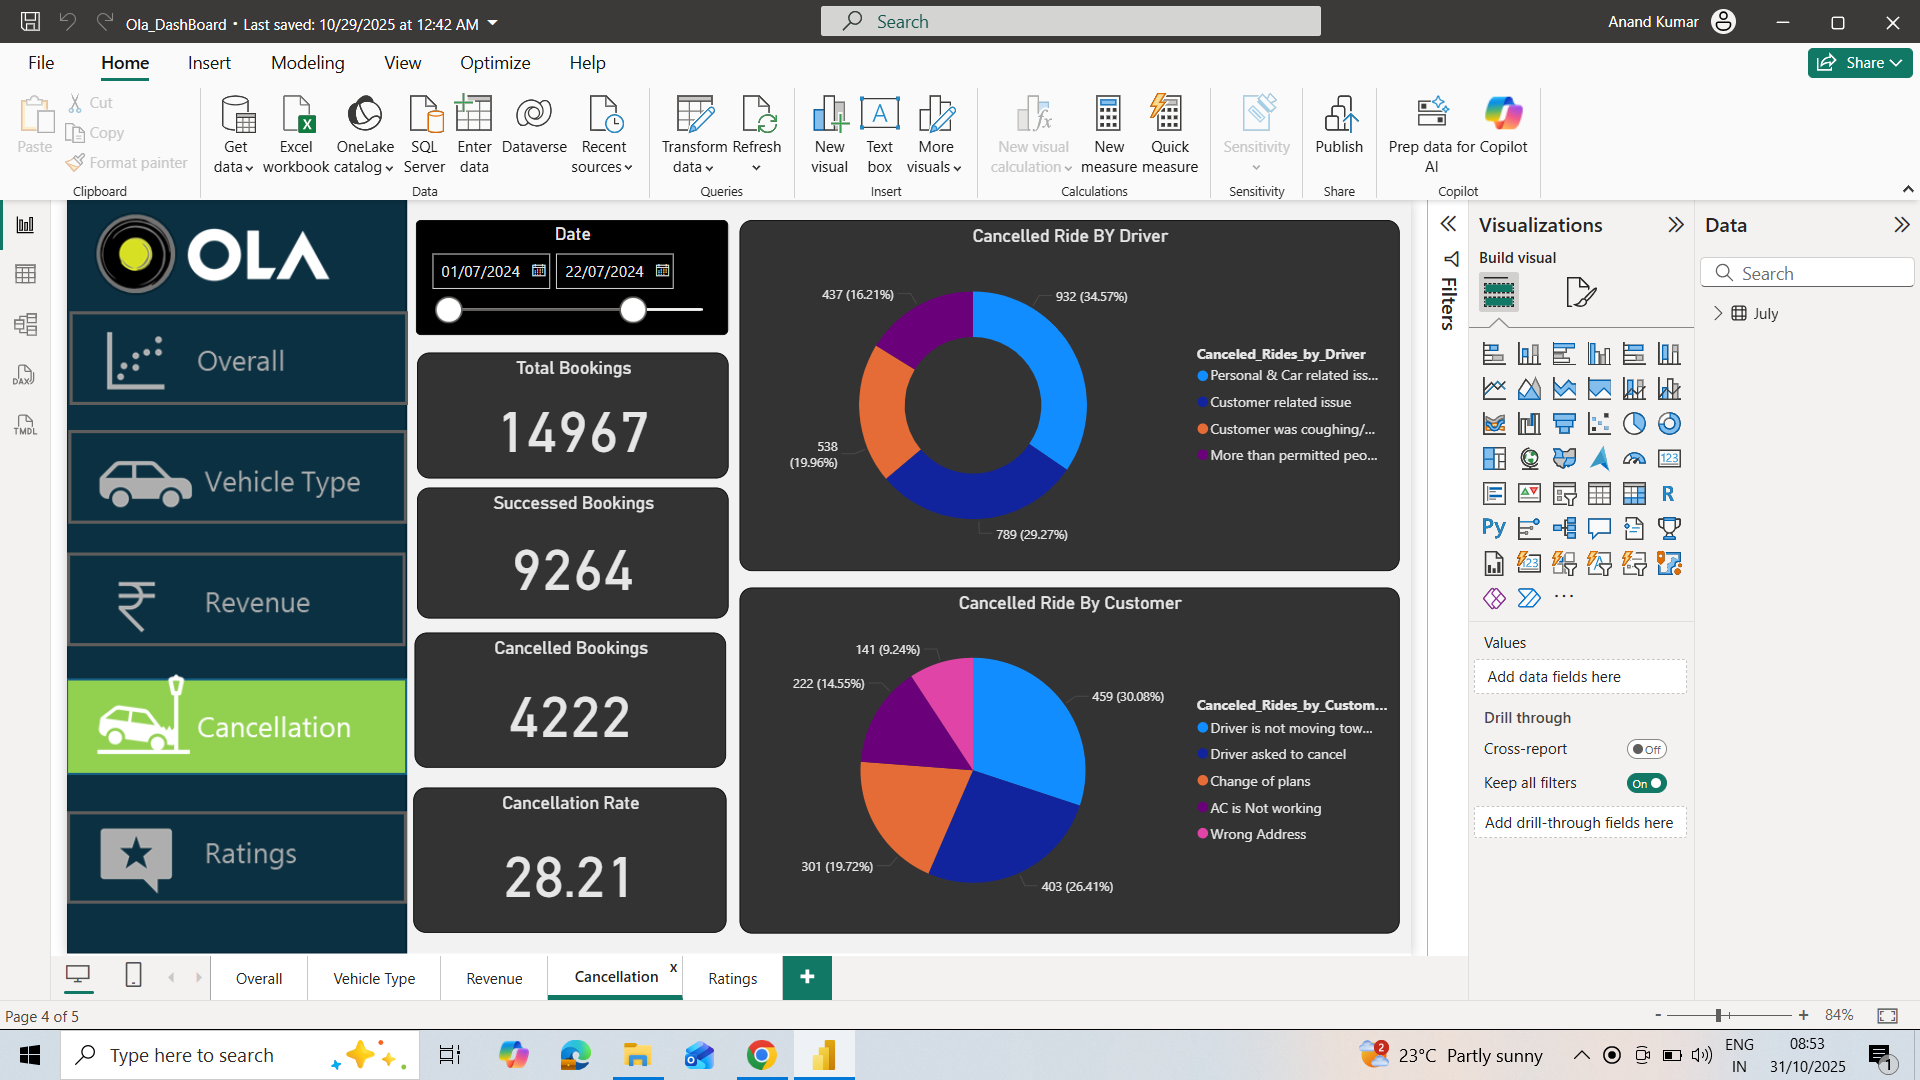 Ola_DashBoard • Last saved: 10/29/2025 at 12:42 AM
Search
Anand Kumar
File Home Insert Modeling View Optimize Help
Share
Paste
Cut
Copy
Format painter
Clipboard
Get data
Excel workbook
OneLake catalog
SQL Server
Enter data
Dataverse
Recent sources
Data
Transform data
Refresh
Queries
New visual
Text box
More visuals
Insert
New visual calculation
New measure
Quick measure
Calculations
Sensitivity
Sensitivity
Publish
Share
Prep data for AI
Copilot
Copilot
DAX
TMDL
OLA
Overall
Vehicle Type
Revenue
Cancellation
Ratings
Date
01/07/2024
22/07/2024
Total Bookings
14967
Successed Bookings
9264
Cancelled Bookings
4222
Cancellation Rate
28.21
Cancelled Ride BY Driver
437 (16.21%)
932 (34.57%)
538
(19.96%)
789 (29.27%)
Canceled_Rides_by_Driver
Personal & Car related iss...
Customer related issue
Customer was coughing/...
More than permitted peo...
Cancelled Ride By Customer
141 (9.24%)
222 (14.55%)
459 (30.08%)
301 (19.72%)
403 (26.41%)
Canceled_Rides_by_Custom...
Driver is not moving tow...
Driver asked to cancel
Change of plans
AC is Not working
Wrong Address
Filters
Visualizations
Build visual
123
R
Py
123
Values
Add data fields here
Drill through
Cross-report
Off
Keep all filters
On
Add drill-through fields here
Data
Search
July
Overall
Vehicle Type
Revenue
Cancellation x
Ratings
+
Page 4 of 5
- + 84%
Type here to search
2
23°C Partly sunny
ENG
IN
08:53
31/10/2025
1